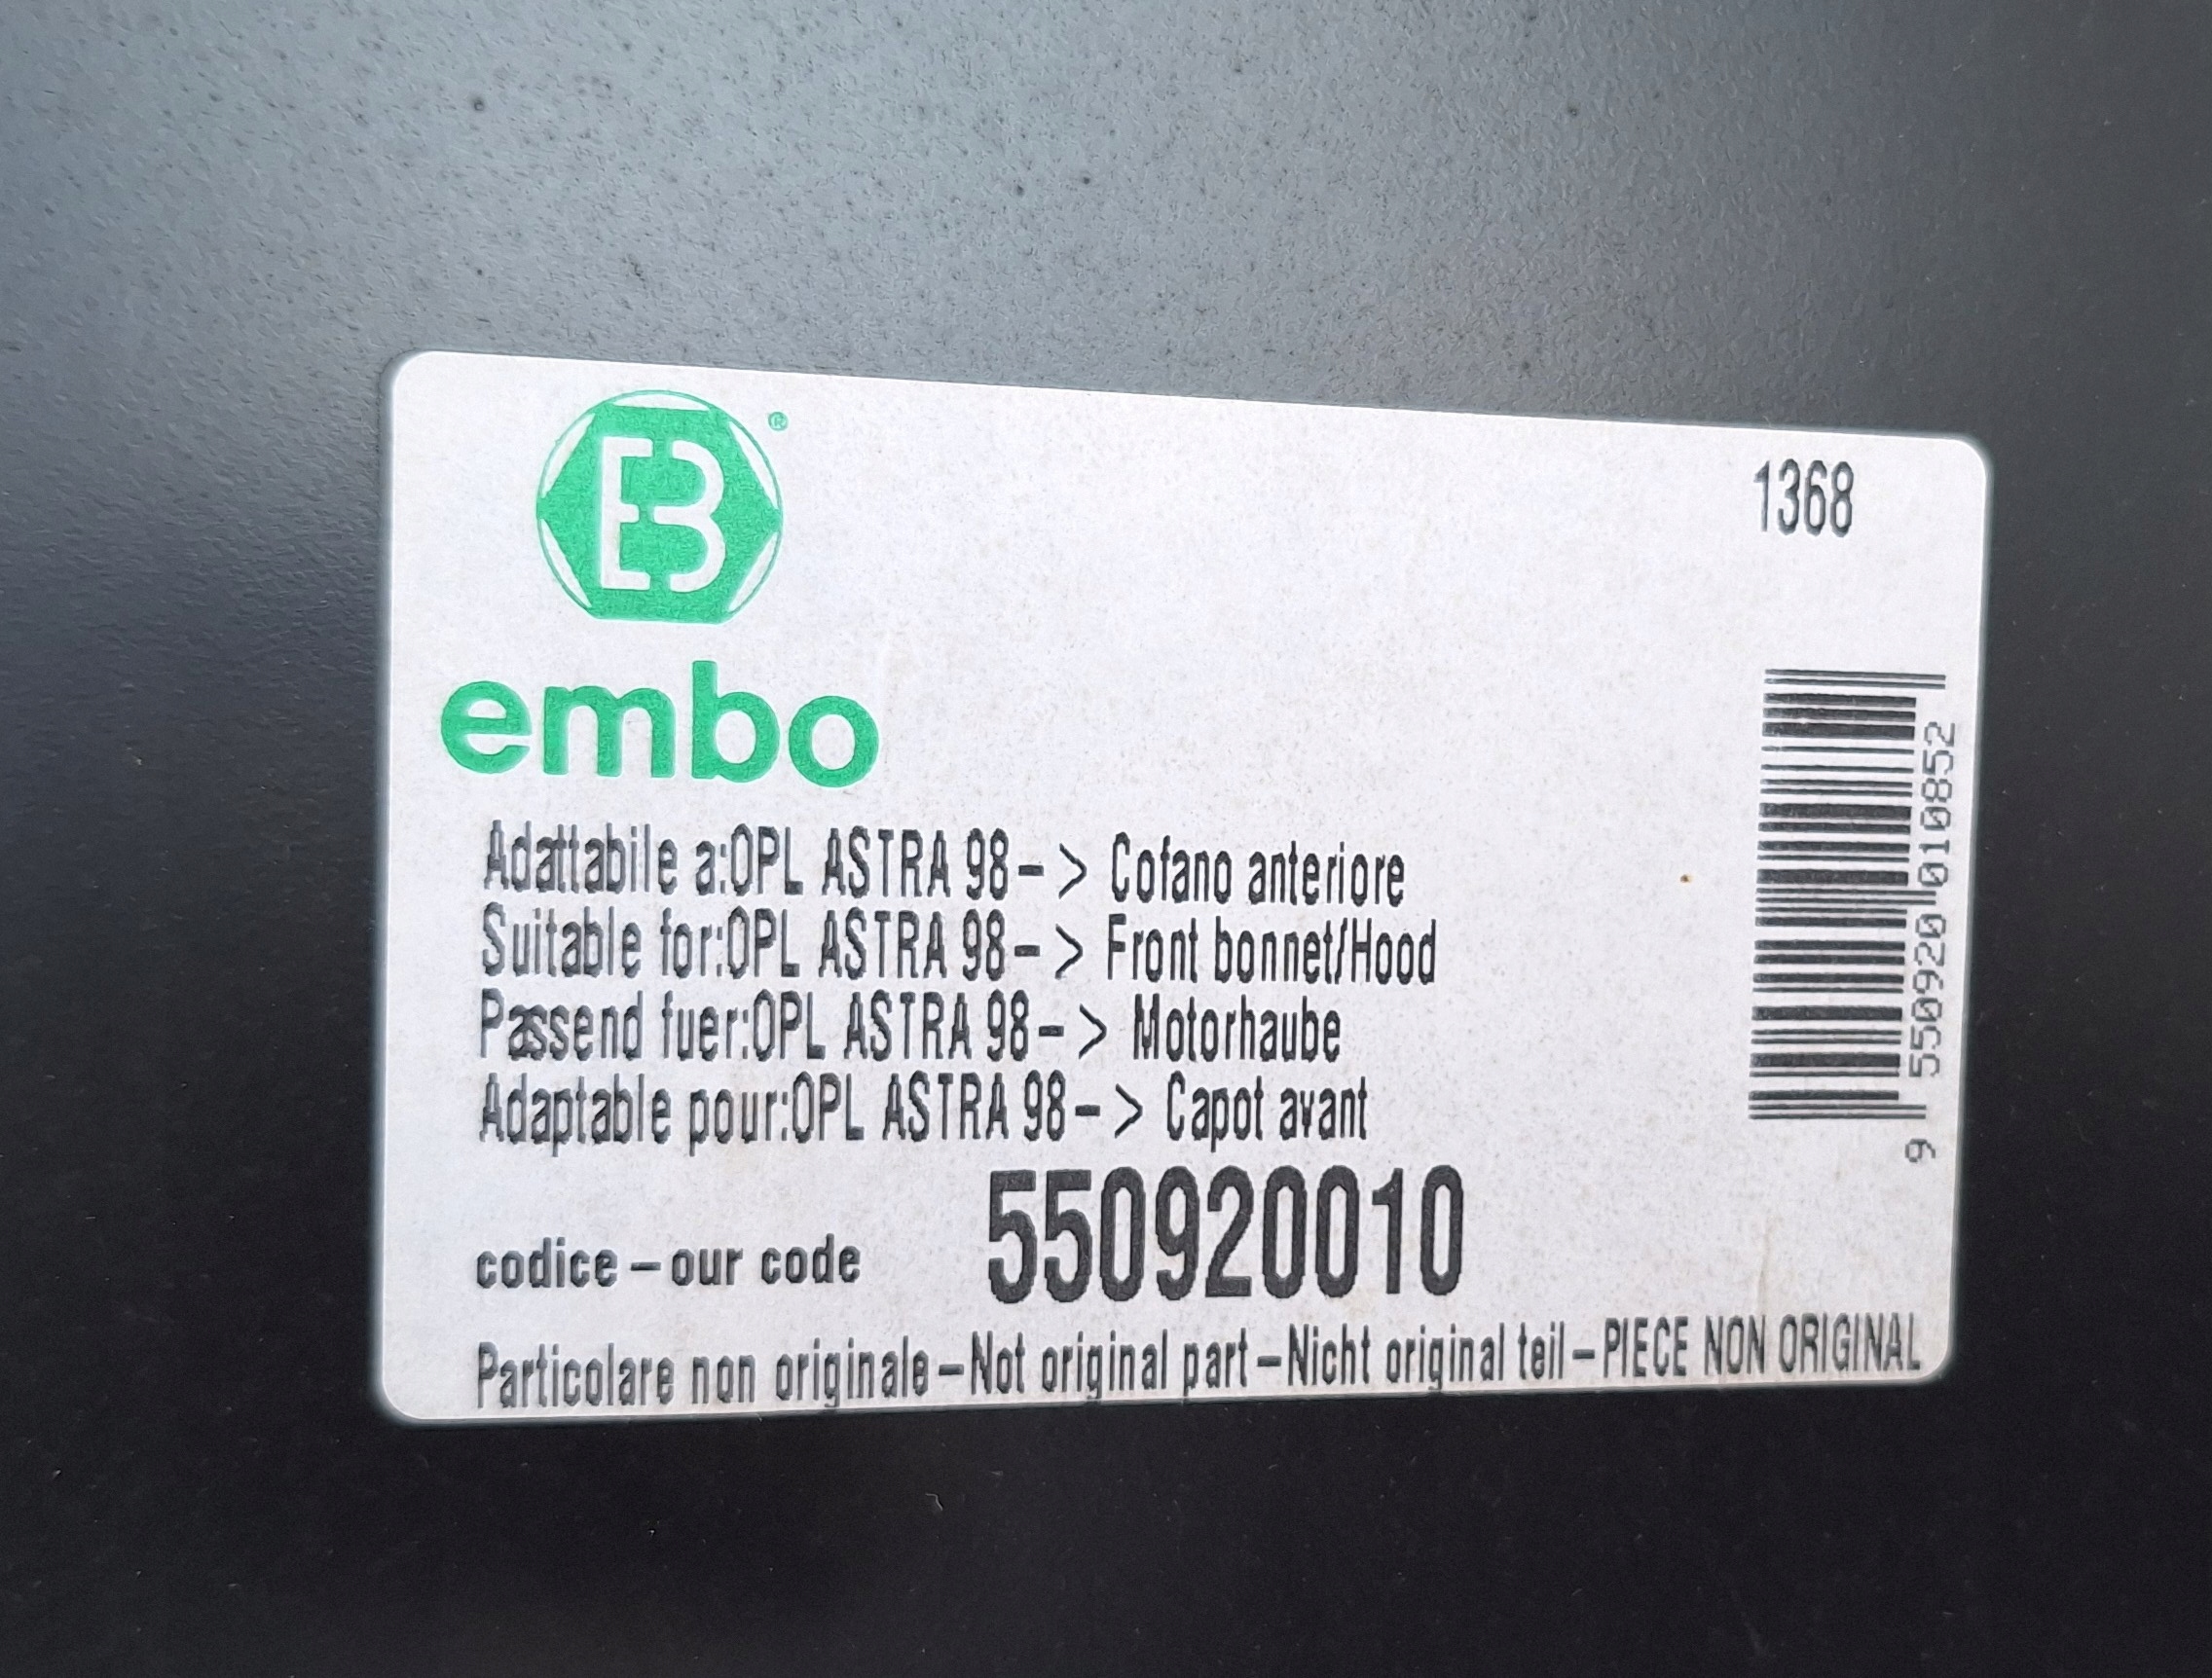 EB®
1368
embo
Adattabile a:OPL ASTRA 98-> Cofano anteriore
Suitable for:OPL ASTRA 98-> Front bonnet/Hood
Passend fuer:OPL ASTRA 98-> Motorhaube
Adaptable pour:OPL ASTRA 98-> Capot avant
codice-our code 550920010
Particolare non originale-Not original part-Nicht original teil-PIECE NON ORIGINAL
9 550920 010852